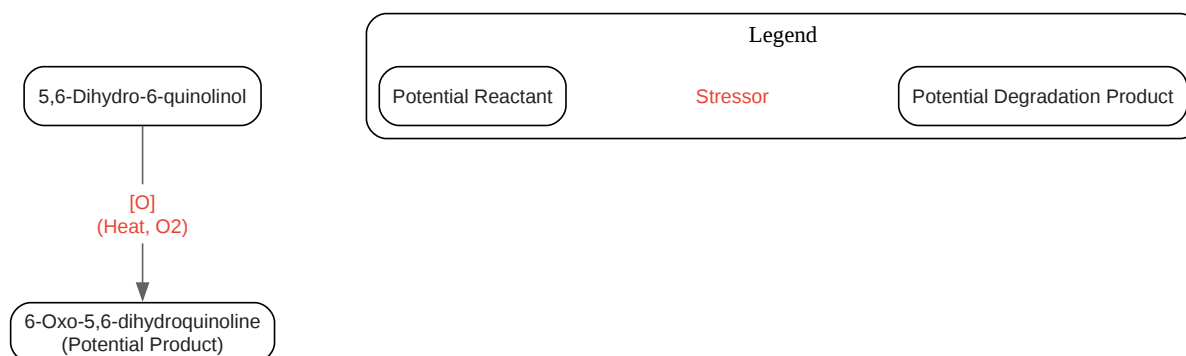 Legend
5,6-Dihydro-6-quinolinol
Potential Reactant
Stressor
Potential Degradation Product
[O]
(Heat, O2)
6-Oxo-5,6-dihydroquinoline
(Potential Product)